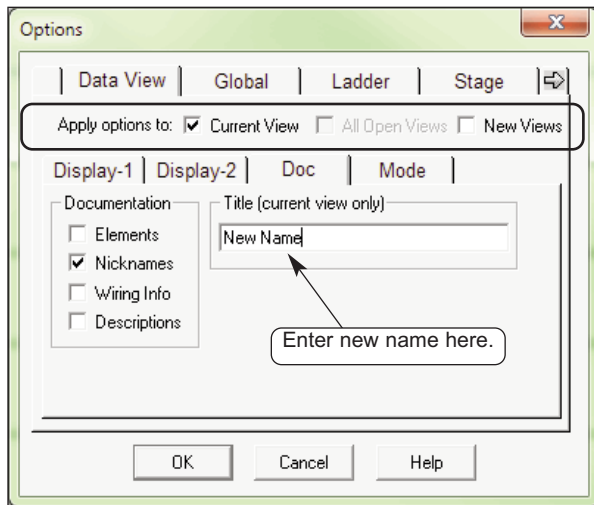 Options
Data View Global Ladder Stage
Apply options to: Current View All Open Views New Views
Display-1 Display-2 Doc Mode
Documentation Title (current view only)
Elements New Name
Nicknames
Wiring Info
Descriptions
Enter new name here.
OK Cancel Help